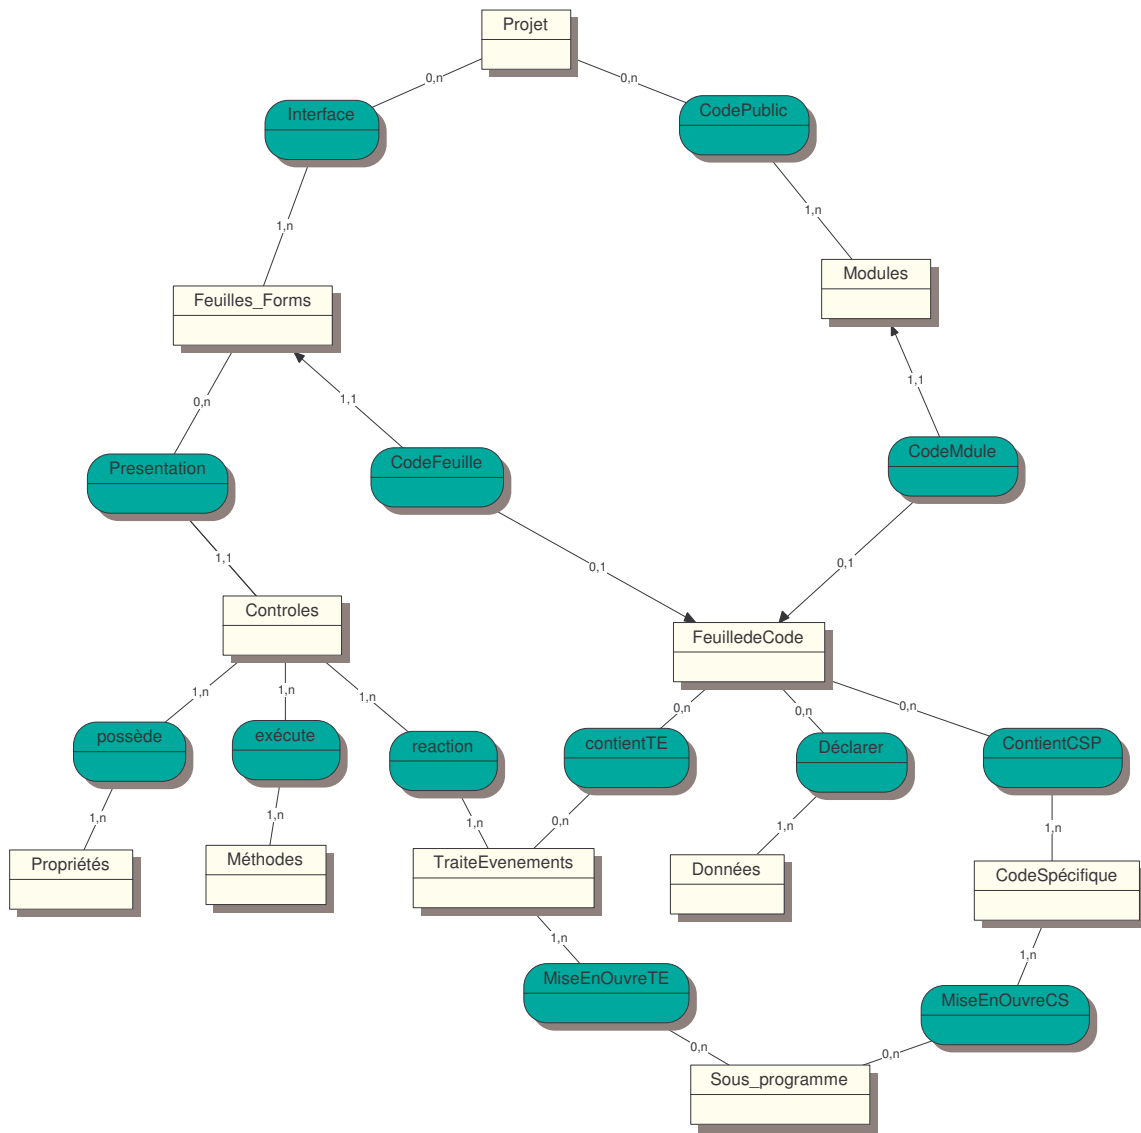 Projet
0,n
0,n
Interface
CodePublic
1,n
1,n
Modules
Feuilles_Forms
1,1
0,n
1,1
CodeFeuille
CodeMdule
Presentation
1,1
0,1
0,1
Controles
FeuilledeCode
1,n
1,n
1,n
0,n
0,n
0,n
possède
exécute
reaction
contientTE
Déclarer
ContientCSP
1,n
1,n
1,n
0,n
1,n
1,n
Propriétés
Méthodes
TraiteEvenements
Données
CodeSpécifique
1,n
1,n
MiseEnOuvreTE
MiseEnOuvreCS
0,n
0,n
Sous_programme